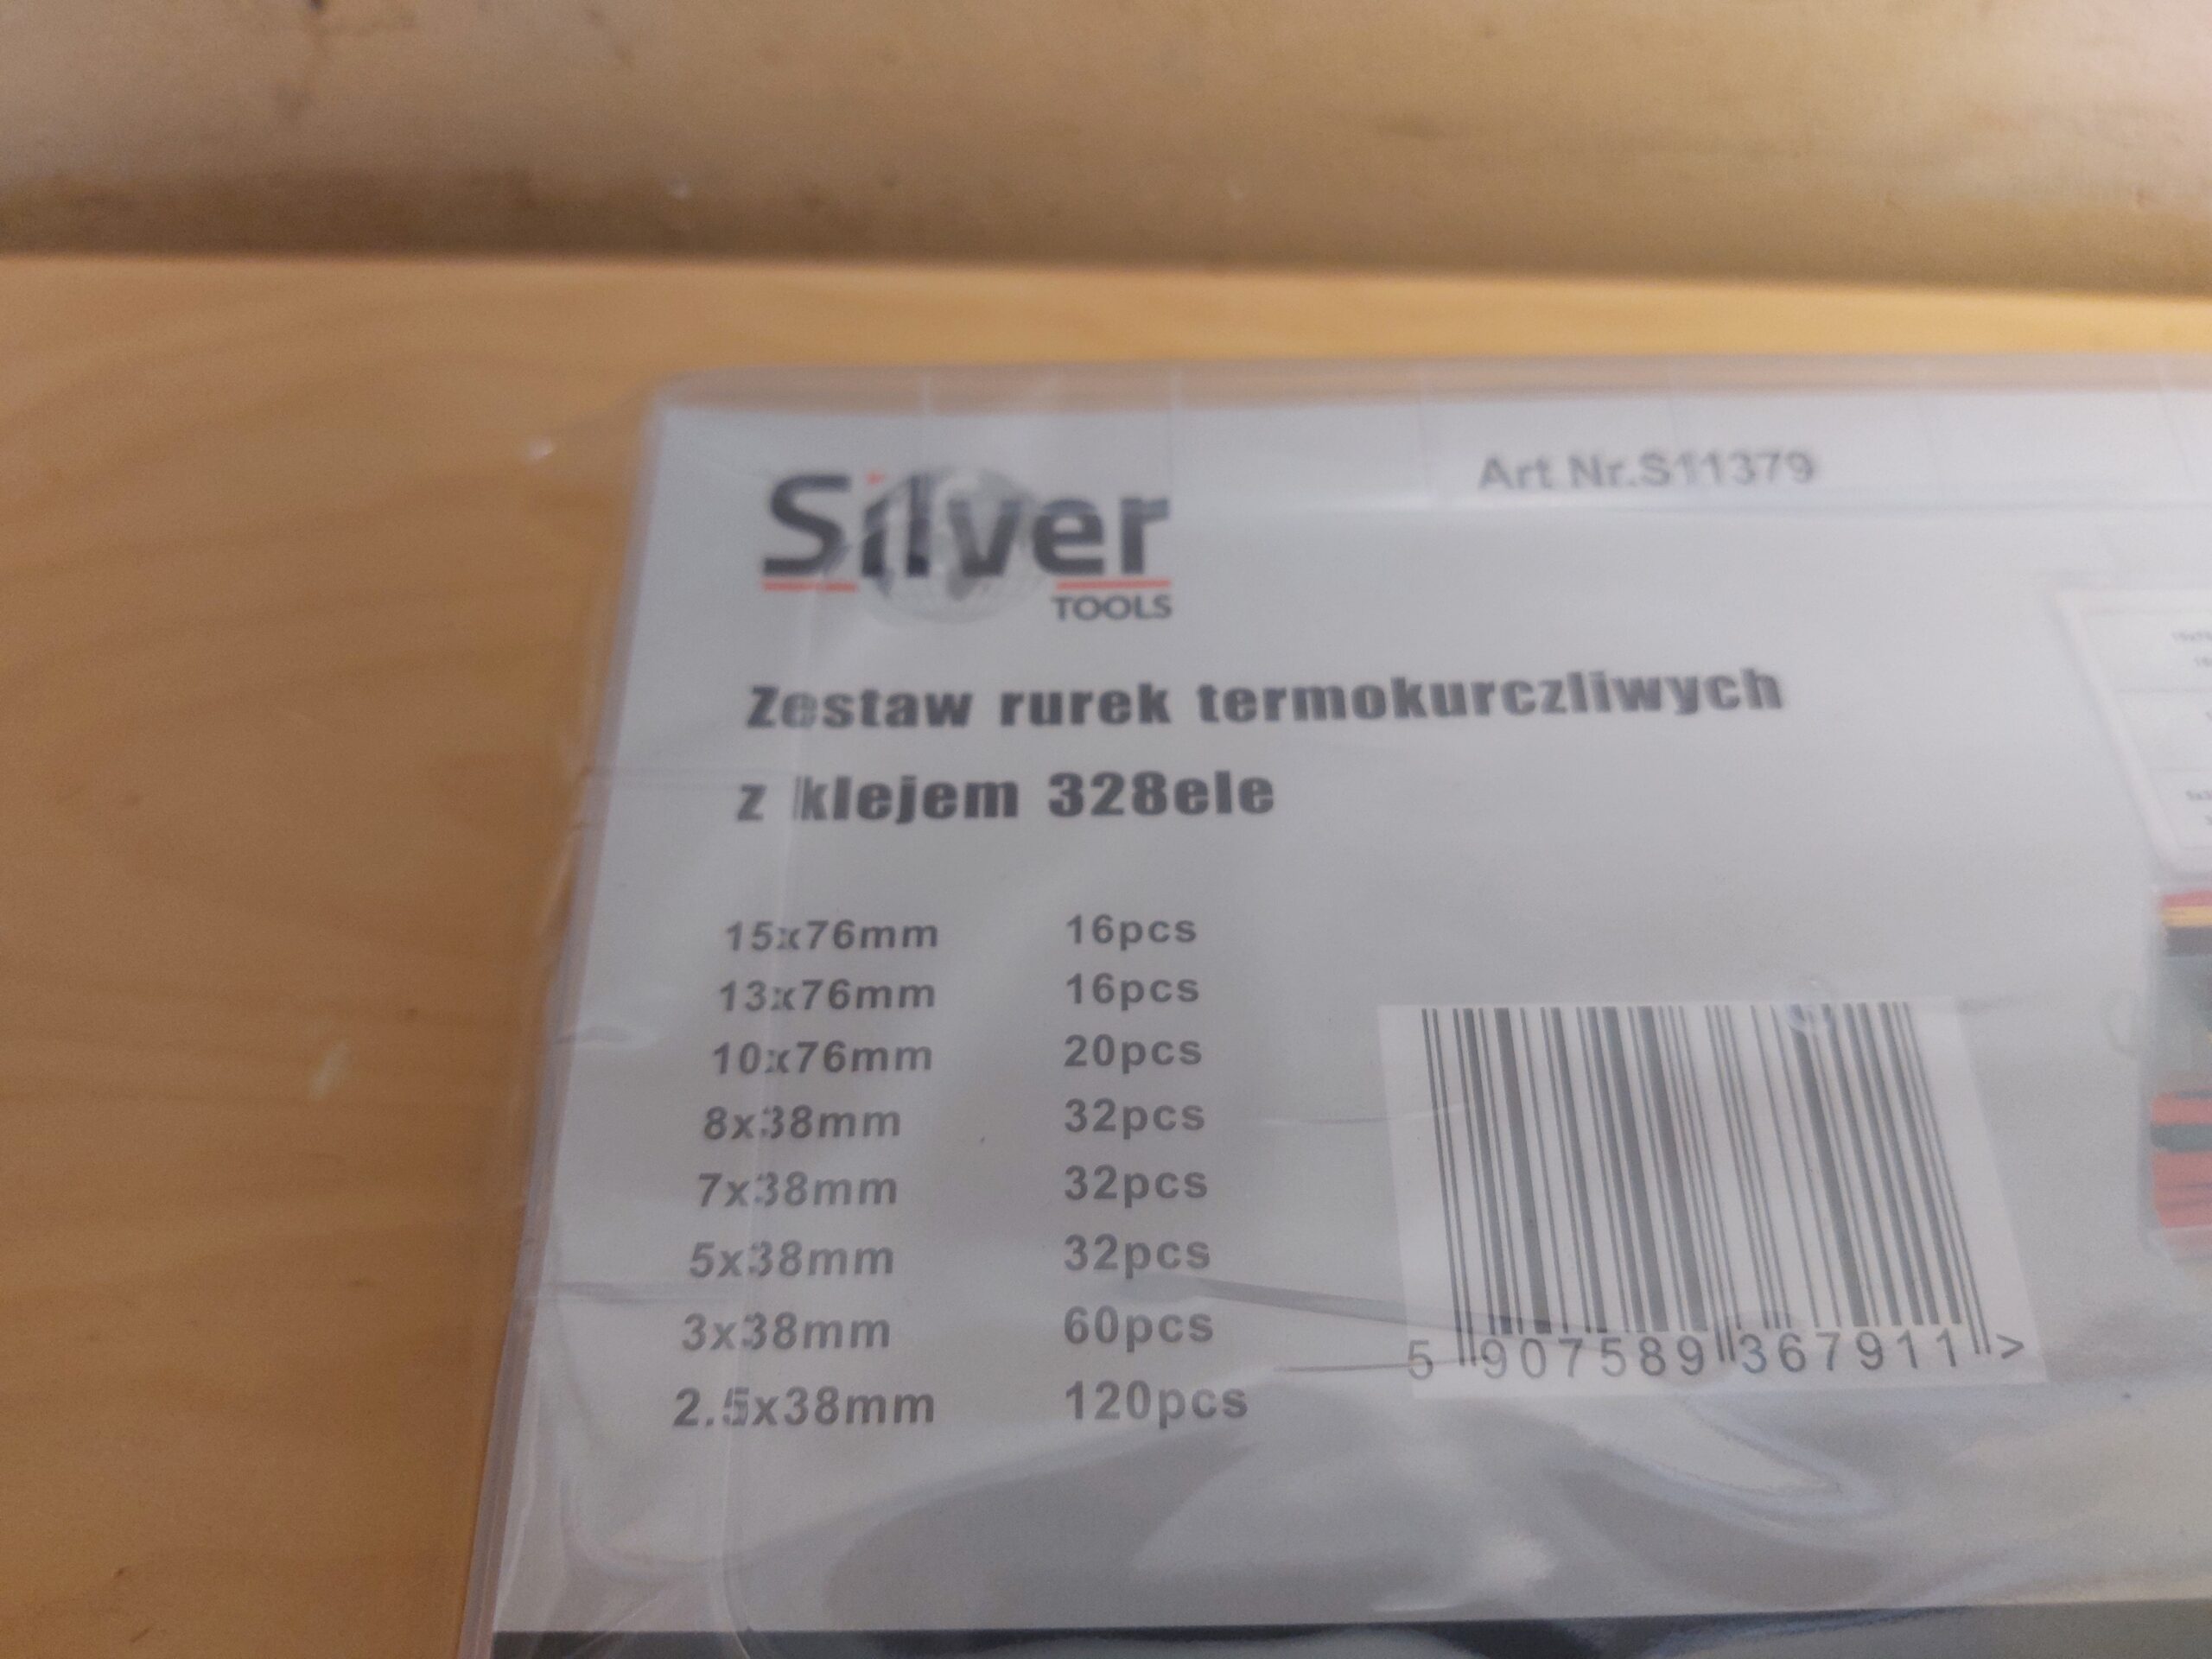 Silver
TOOLS
Art Nr.S11379
Zestaw rurek termokurczliwych
z klejem 328ele
15x76mm 16pcs
13x76mm 16pcs
10x76mm 20pcs
8x38mm 32pcs
7x38mm 32pcs
5x38mm 32pcs
3x38mm 60pcs
2.5x38mm 120pcs
5 907589 367911 >